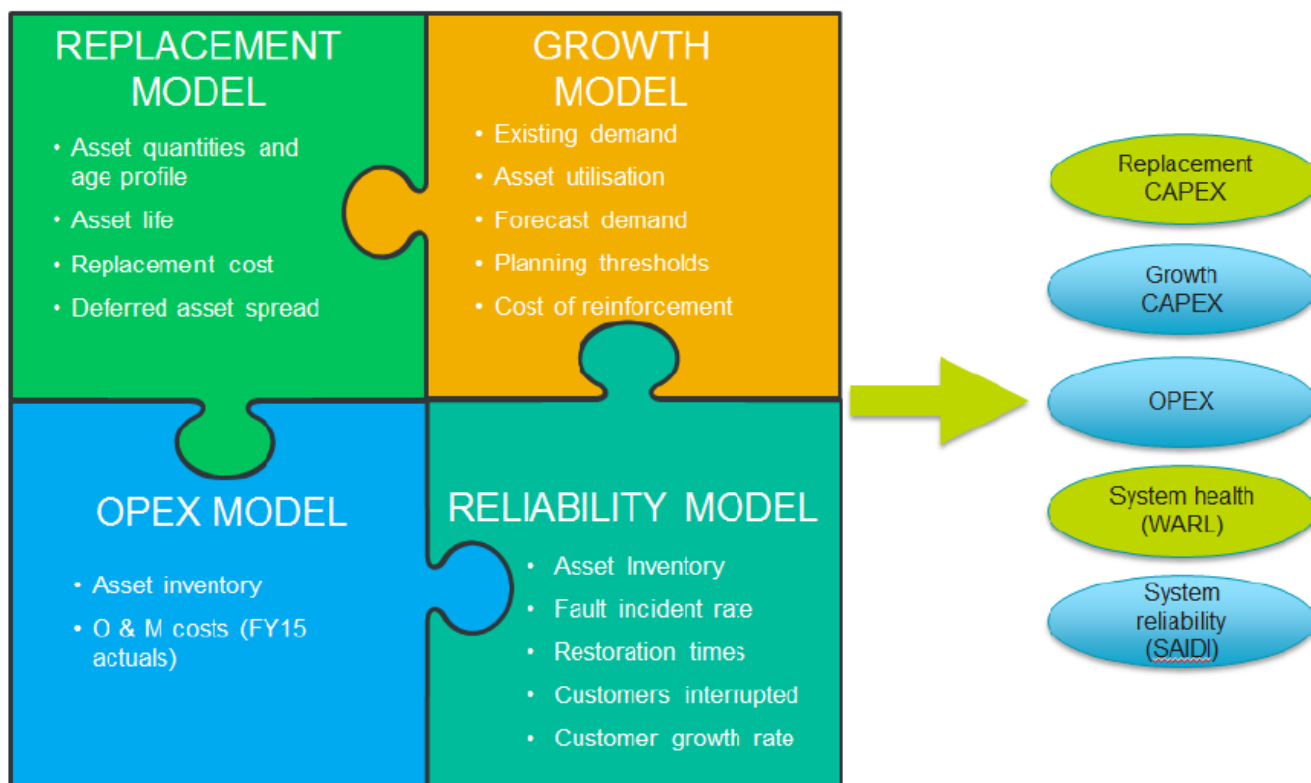 REPLACEMENT
MODEL
• Asset quantities and
age profile
• Asset life
• Replacement cost
• Deferred asset spread
GROWTH
MODEL
• Existing demand
• Asset utilisation
• Forecast demand
• Planning thresholds
• Cost of reinforcement
OPEX MODEL
• Asset inventory
• O & M costs (FY15
actuals)
RELIABILITY MODEL
• Asset Inventory
• Fault incident rate
• Restoration times
• Customers interrupted
• Customer growth rate
Replacement
CAPEX
Growth
CAPEX
OPEX
System health
(WARL)
System
reliability
(SAIDI)